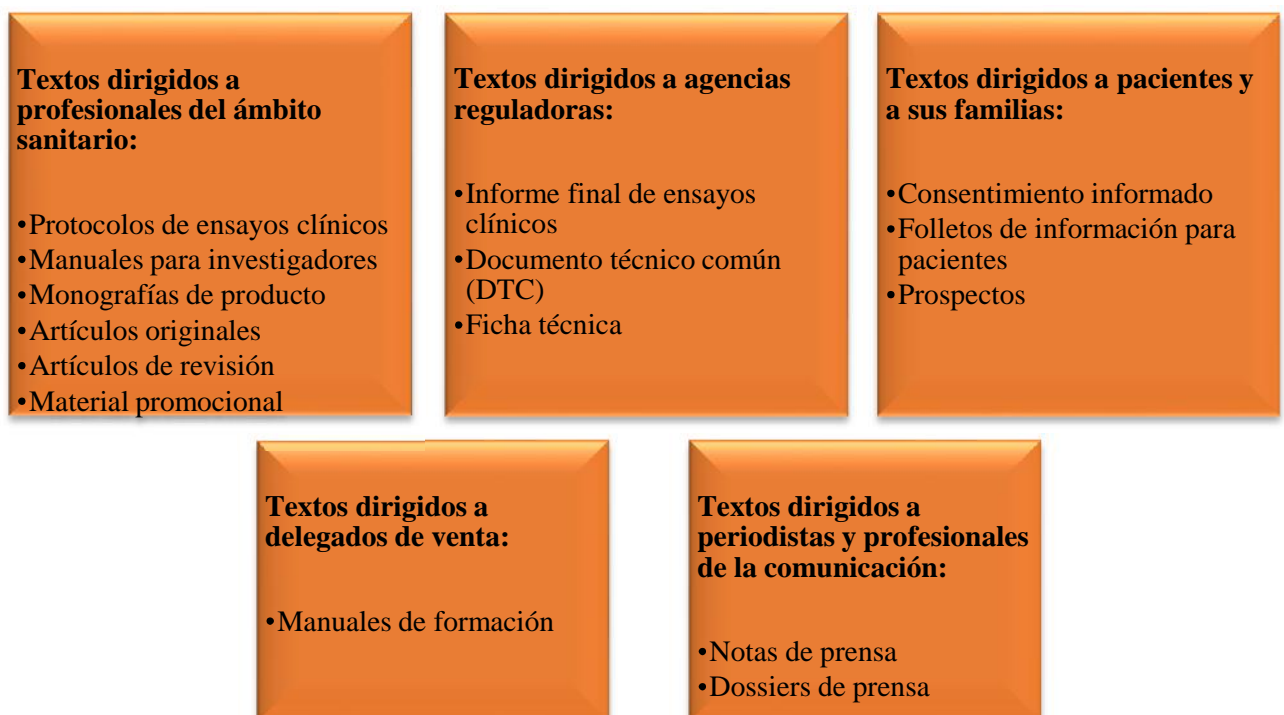 Textos dirigidos a
profesionales del ámbito
sanitario:
•Protocolos de ensayos clínicos
•Manuales para investigadores
•Monografías de producto
•Artículos originales
•Artículos de revisión
•Material promocional
Textos dirigidos a agencias
reguladoras:
•Informe final de ensayos
clínicos
•Documento técnico común
(DTC)
•Ficha técnica
Textos dirigidos a pacientes y
a sus familias:
•Consentimiento informado
•Folletos de información para
pacientes
•Prospectos
Textos dirigidos a
delegados de venta:
•Manuales de formación
Textos dirigidos a
periodistas y profesionales
de la comunicación:
•Notas de prensa
•Dossiers de prensa